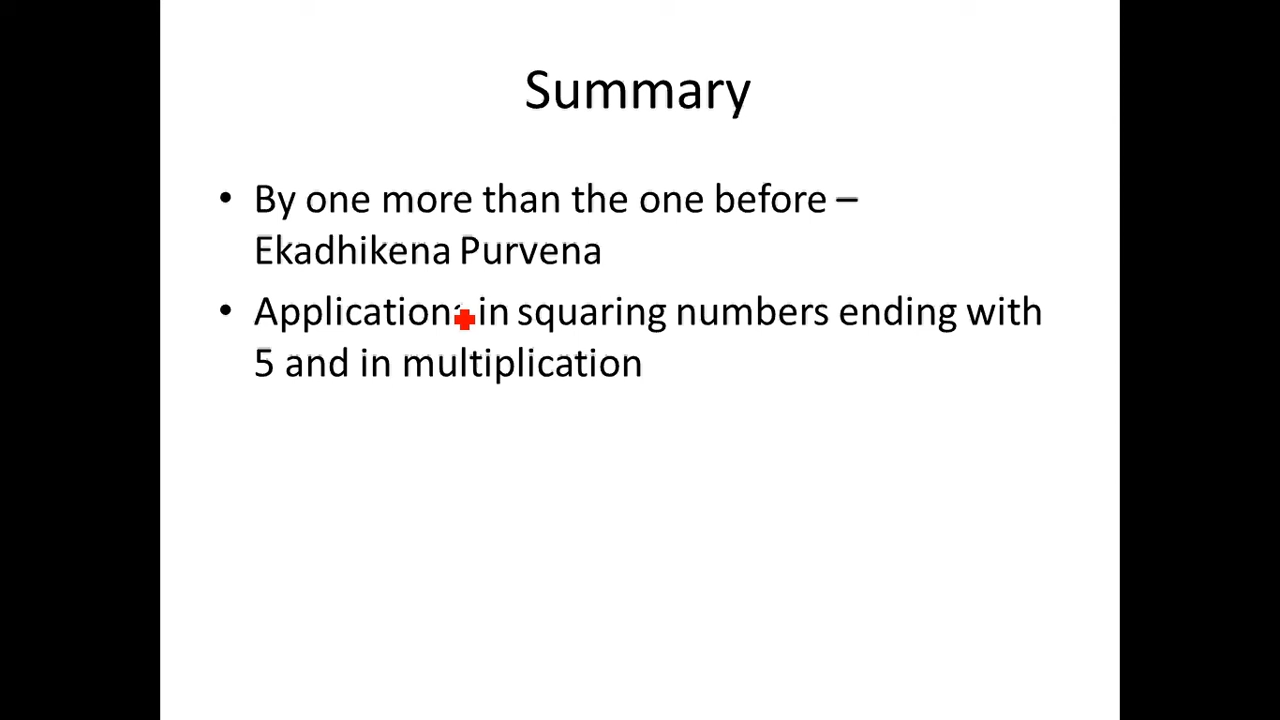 Summary
• By one more than the one before –
Ekadhikena Purvena
• Applications in squaring numbers ending with
5 and in multiplication